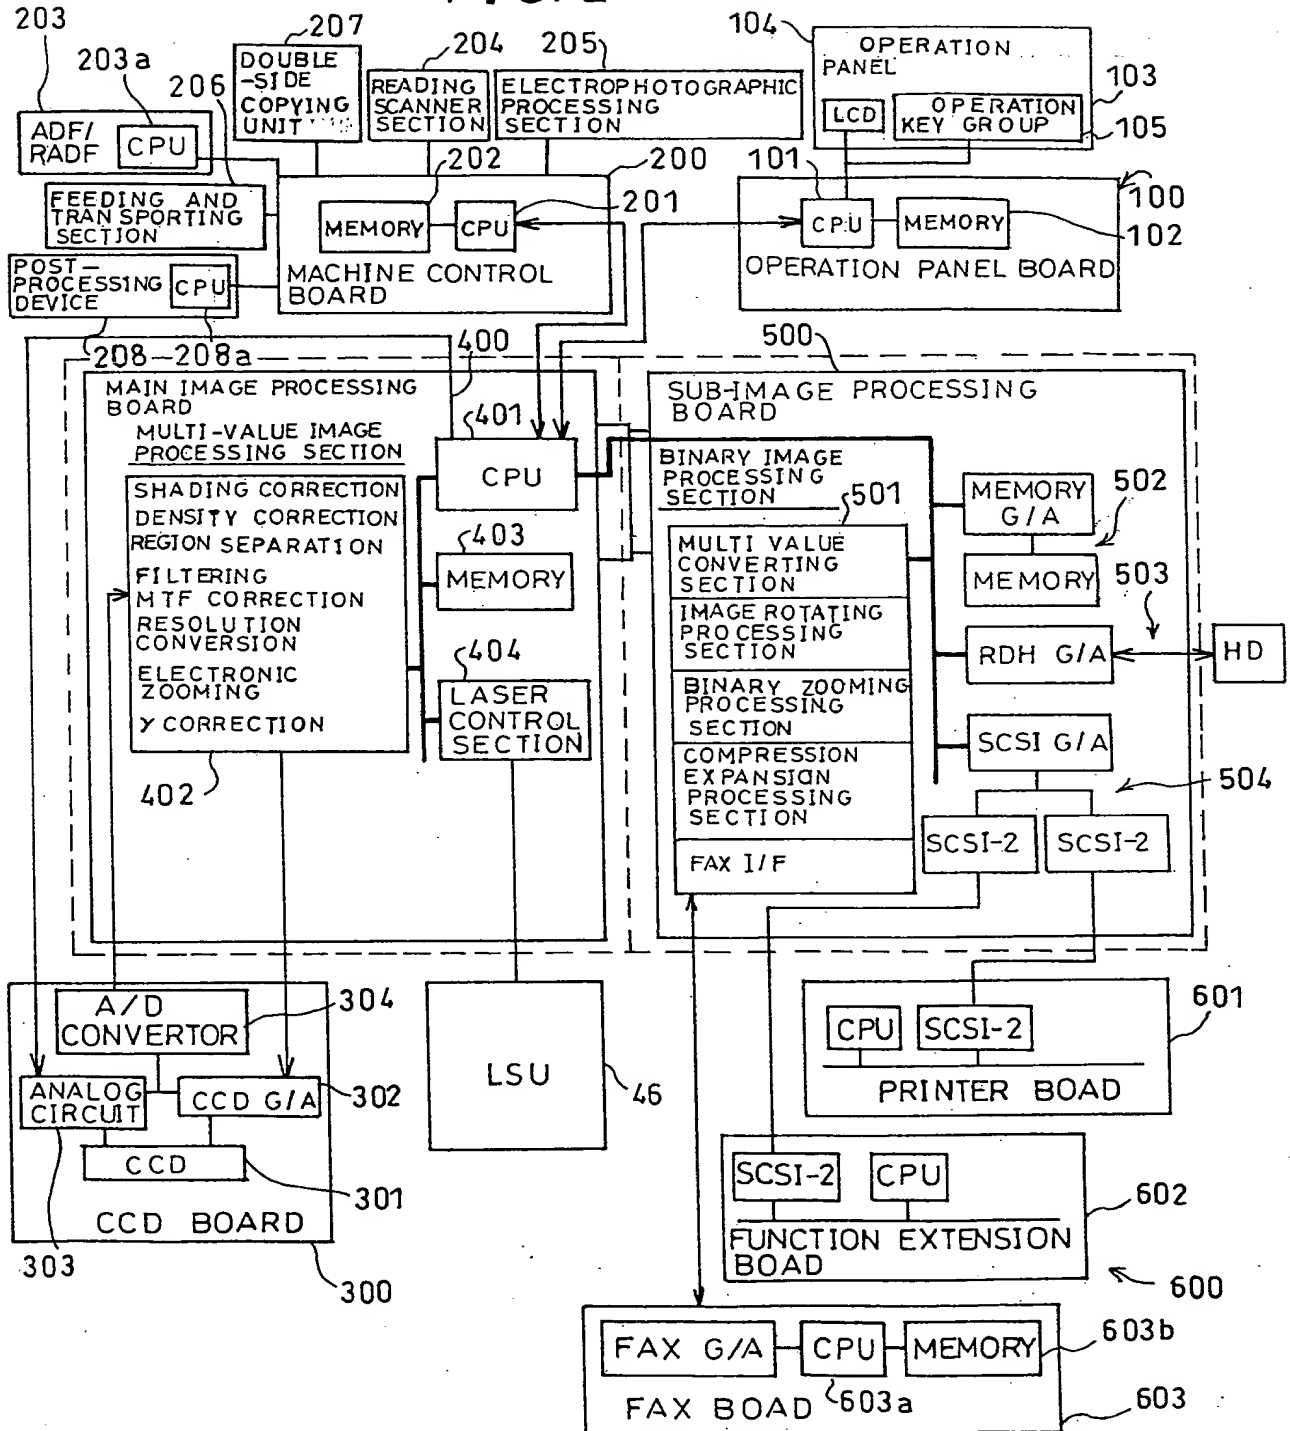 203
203a
206
207
204
205
104
103
105
DOUBLE
-SIDE
COPYING
UNIT
READING
SCANNER
SECTION
ELECTROPHOTOGRAPHIC
PROCESSING
SECTION
OPERATION
PANEL
LCD
OPERATION
KEY GROUP
ADF/
RADF
CPU
202
200
101
100
FEEDING AND
TRANSPORTING
SECTION
MEMORY
CPU
201
MACHINE CONTROL
BOARD
CPU
MEMORY
102
OPERATION PANEL BOARD
POST-
PROCESSING
DEVICE
CPU
208
208a
400
500
MAIN IMAGE PROCESSING
BOARD
MULTI-VALUE IMAGE
PROCESSING SECTION
401
CPU
SHADING CORRECTION
DENSITY CORRECTION
REGION SEPARATION
FILTERING
MTF CORRECTION
RESOLUTION
CONVERSION
ELECTRONIC
ZOOMING
γ CORRECTION
402
403
MEMORY
404
LASER
CONTROL
SECTION
SUB-IMAGE PROCESSING
BOARD
BINARY IMAGE
PROCESSING
SECTION
501
MULTI VALUE
CONVERTING
SECTION
IMAGE ROTATING
PROCESSING
SECTION
BINARY ZOOMING
PROCESSING
SECTION
COMPRESSION
EXPANSION
PROCESSING
SECTION
FAX I/F
MEMORY
G/A
502
MEMORY
503
RDH G/A
HD
SCSI G/A
504
SCSI-2
SCSI-2
A/D
CONVERTOR
304
ANALOG
CIRCUIT
CCD G/A
302
CCD
301
CCD BOARD
303
300
LSU
46
CPU
SCSI-2
601
PRINTER BOAD
SCSI-2
CPU
602
FUNCTION EXTENSION
BOAD
600
FAX G/A
CPU
MEMORY
603b
603a
FAX BOAD
603